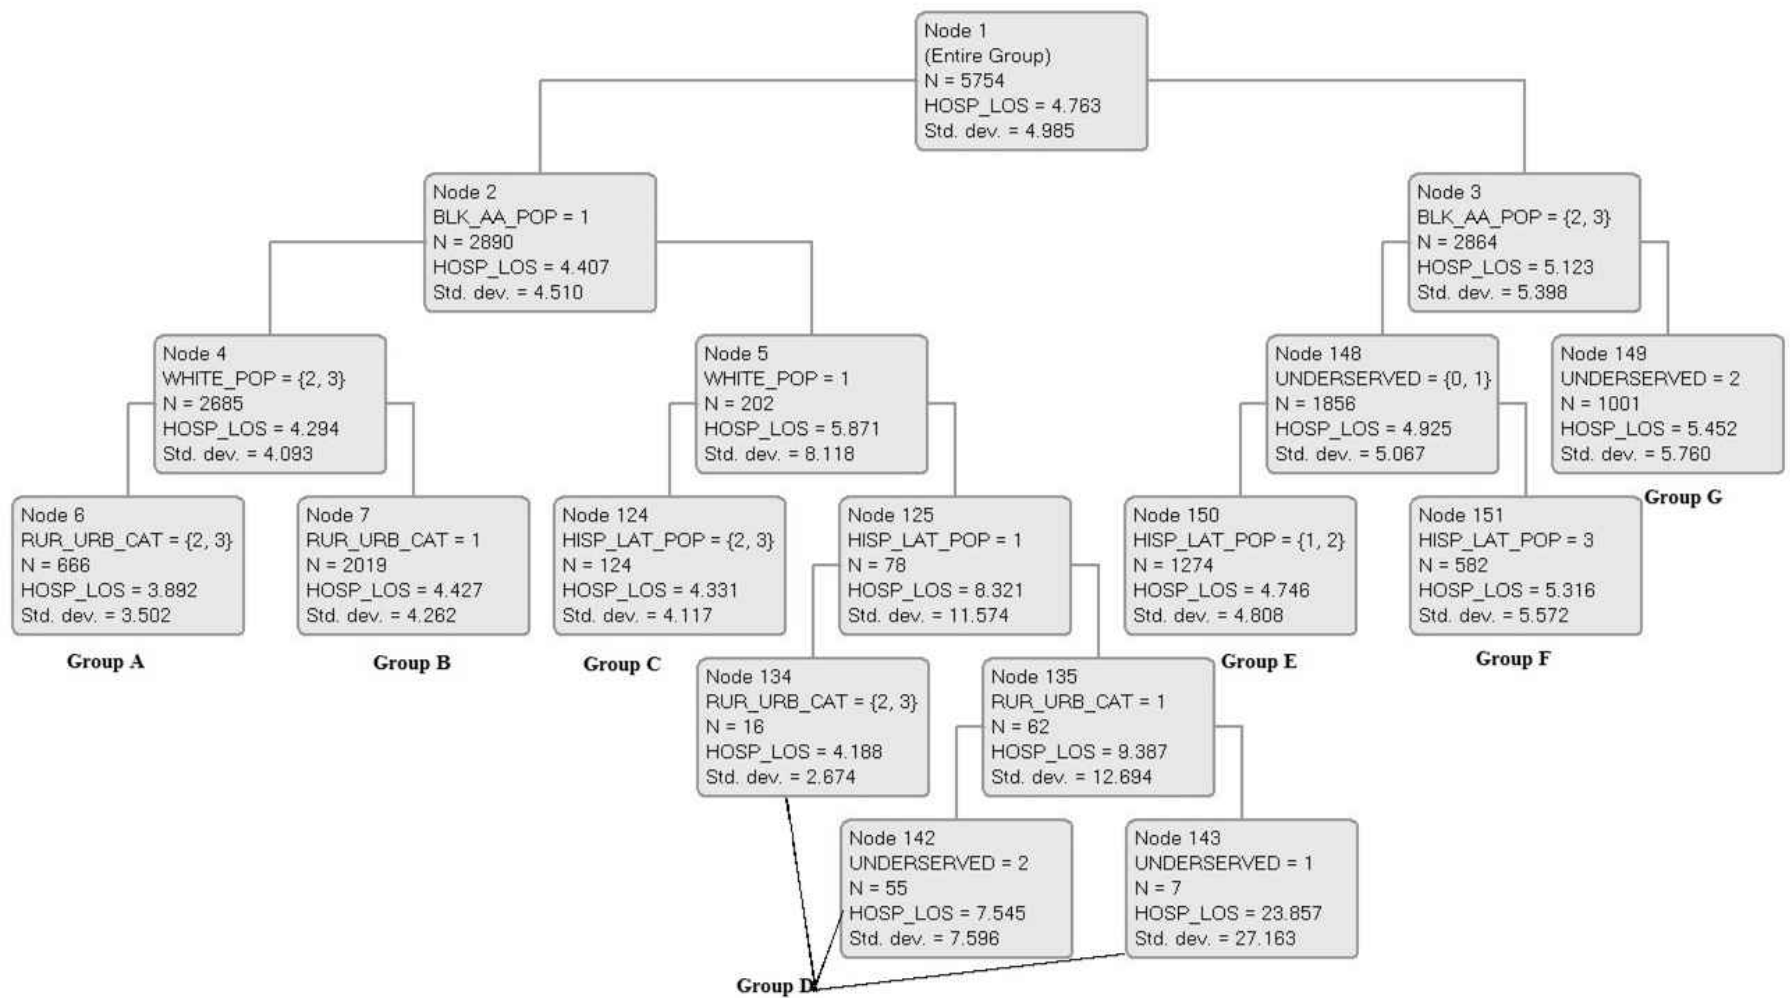 Node 1
(Entire Group)
N = 5754
HOSP_LOS = 4.763
Std. dev. = 4.985
Node 2
BLK_AA_POP = 1
N = 2890
HOSP_LOS = 4.407
Std. dev. = 4.510
Node 3
BLK_AA_POP = {2, 3}
N = 2864
HOSP_LOS = 5.123
Std. dev. = 5.398
Node 4
WHITE_POP = {2, 3}
N = 2685
HOSP_LOS = 4.294
Std. dev. = 4.093
Node 5
WHITE_POP = 1
N = 202
HOSP_LOS = 5.871
Std. dev. = 8.118
Node 148
UNDERSERVED = {0, 1}
N = 1856
HOSP_LOS = 4.925
Std. dev. = 5.067
Node 149
UNDERSERVED = 2
N = 1001
HOSP_LOS = 5.452
Std. dev. = 5.760
Group G
Node 6
RUR_URB_CAT = {2, 3}
N = 666
HOSP_LOS = 3.892
Std. dev. = 3.502
Group A
Node 7
RUR_URB_CAT = 1
N = 2019
HOSP_LOS = 4.427
Std. dev. = 4.262
Group B
Node 124
HISP_LAT_POP = {2, 3}
N = 124
HOSP_LOS = 4.331
Std. dev. = 4.117
Group C
Node 125
HISP_LAT_POP = 1
N = 78
HOSP_LOS = 8.321
Std. dev. = 11.574
Node 150
HISP_LAT_POP = {1, 2}
N = 1274
HOSP_LOS = 4.746
Std. dev. = 4.808
Group E
Node 151
HISP_LAT_POP = 3
N = 582
HOSP_LOS = 5.316
Std. dev. = 5.572
Group F
Node 134
RUR_URB_CAT = {2, 3}
N = 16
HOSP_LOS = 4.188
Std. dev. = 2.674
Node 135
RUR_URB_CAT = 1
N = 62
HOSP_LOS = 9.387
Std. dev. = 12.694
Node 142
UNDERSERVED = 2
N = 55
HOSP_LOS = 7.545
Std. dev. = 7.596
Node 143
UNDERSERVED = 1
N = 7
HOSP_LOS = 23.857
Std. dev. = 27.163
Group D